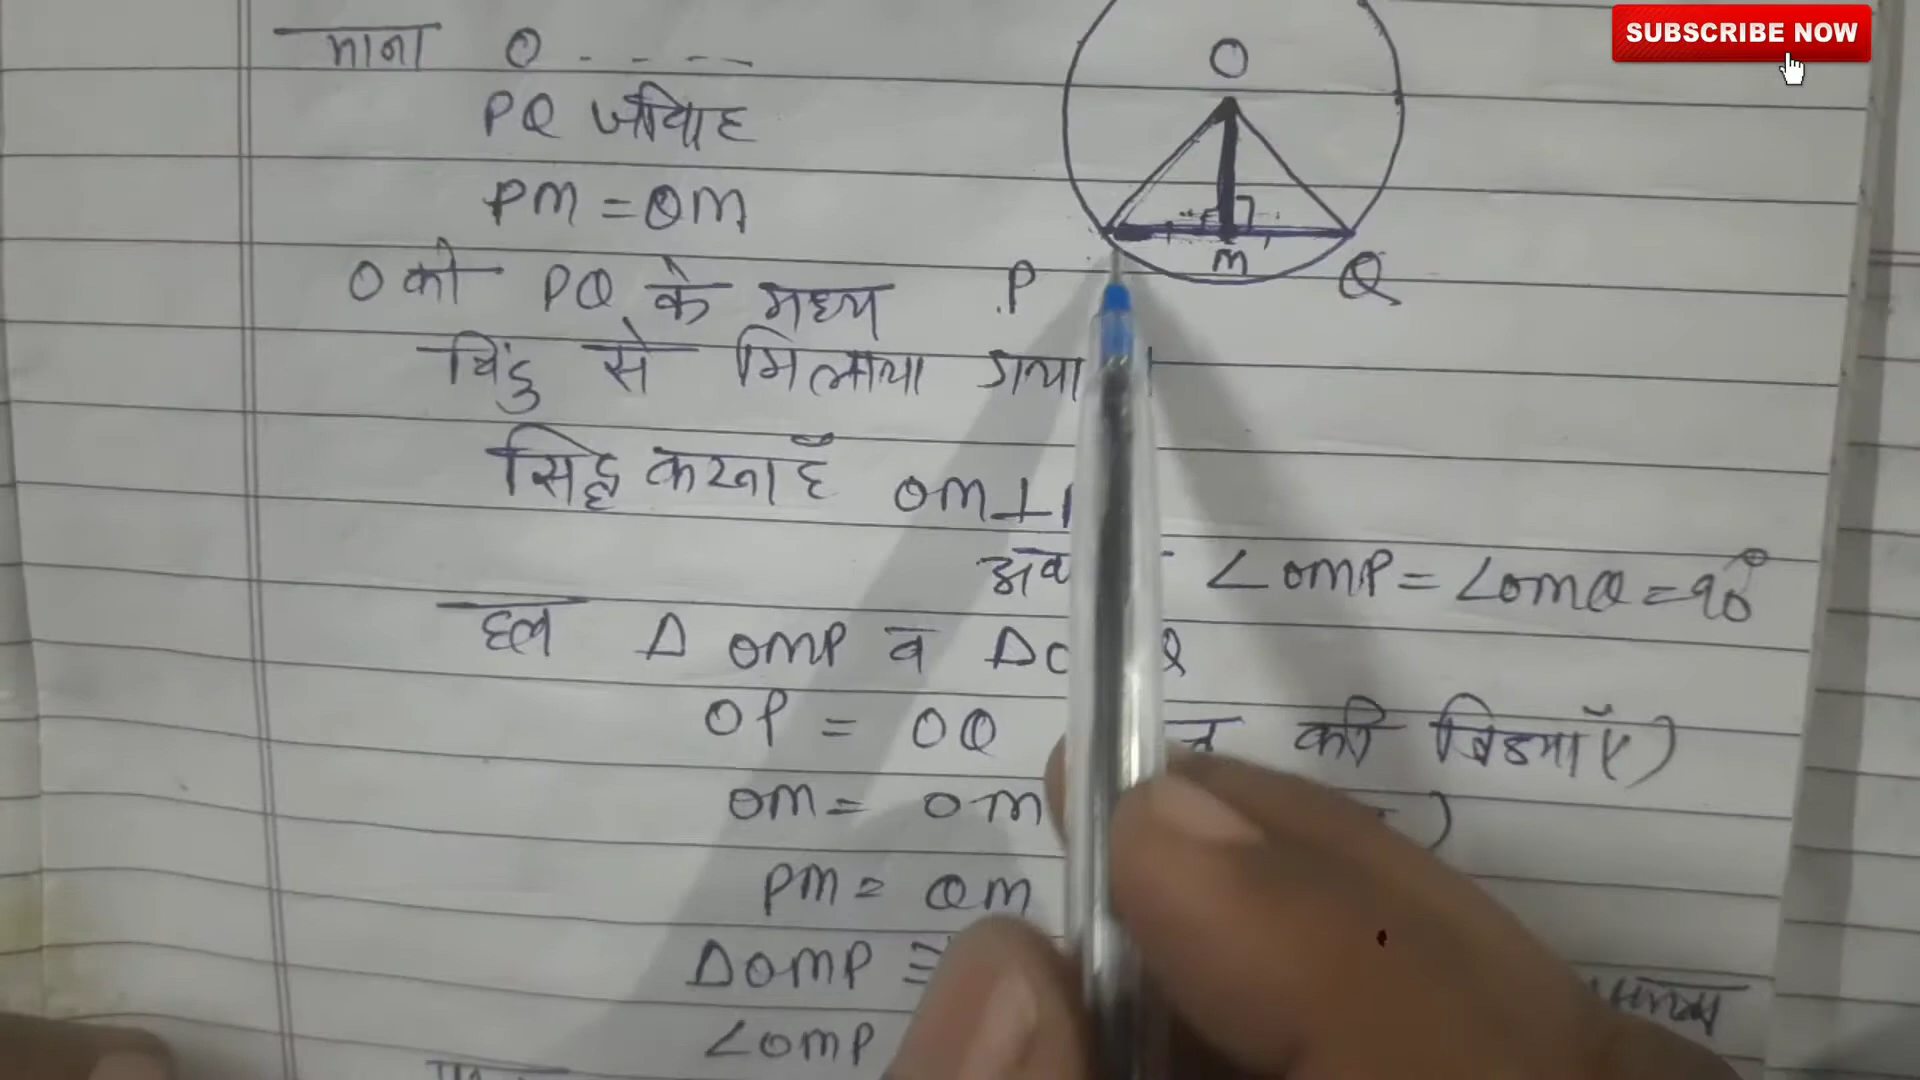 SUBSCRIBE NOW
माना O - - - -
PQ जीवाह
O
PM = QM
M
O को PQ के मध्य P Q
बिंदु से मिलाया गया
सिद्ध करना है OM⊥
∠OMP = ∠OMQ = 90°
हल Δ OMP व Δ
OP = OQ की त्रिज्याएँ)
OM = OM )
PM = QM
ΔOMP ≅
∠OMP